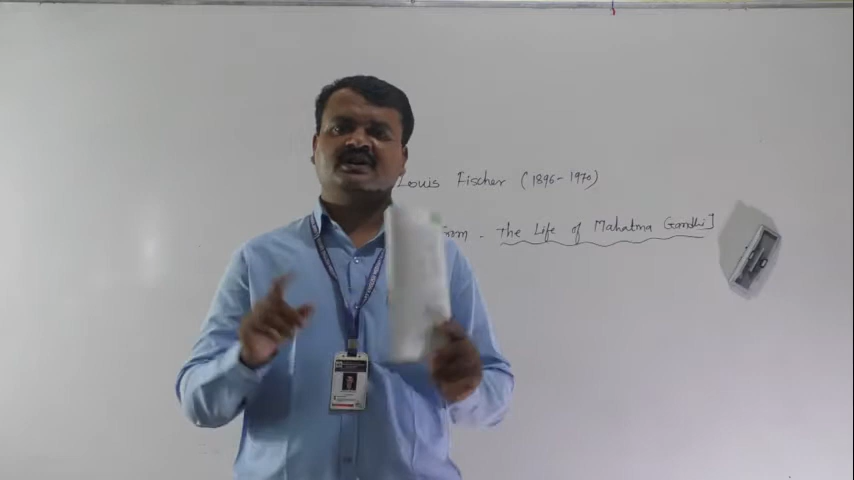 Louis Fischer (1896-1970)
The Life of Mahatma Gandhi]